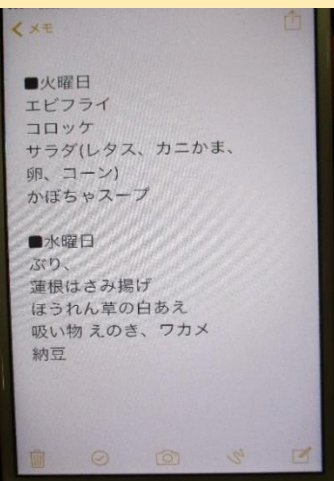 メモ
■火曜日
エビフライ
コロッケ
サラダ(レタス、カニかま、
卵、コーン)
かぼちゃスープ
■水曜日
ぶり、
蓮根はさみ揚げ
ほうれん草の白あえ
吸い物 えのき、ワカメ
納豆